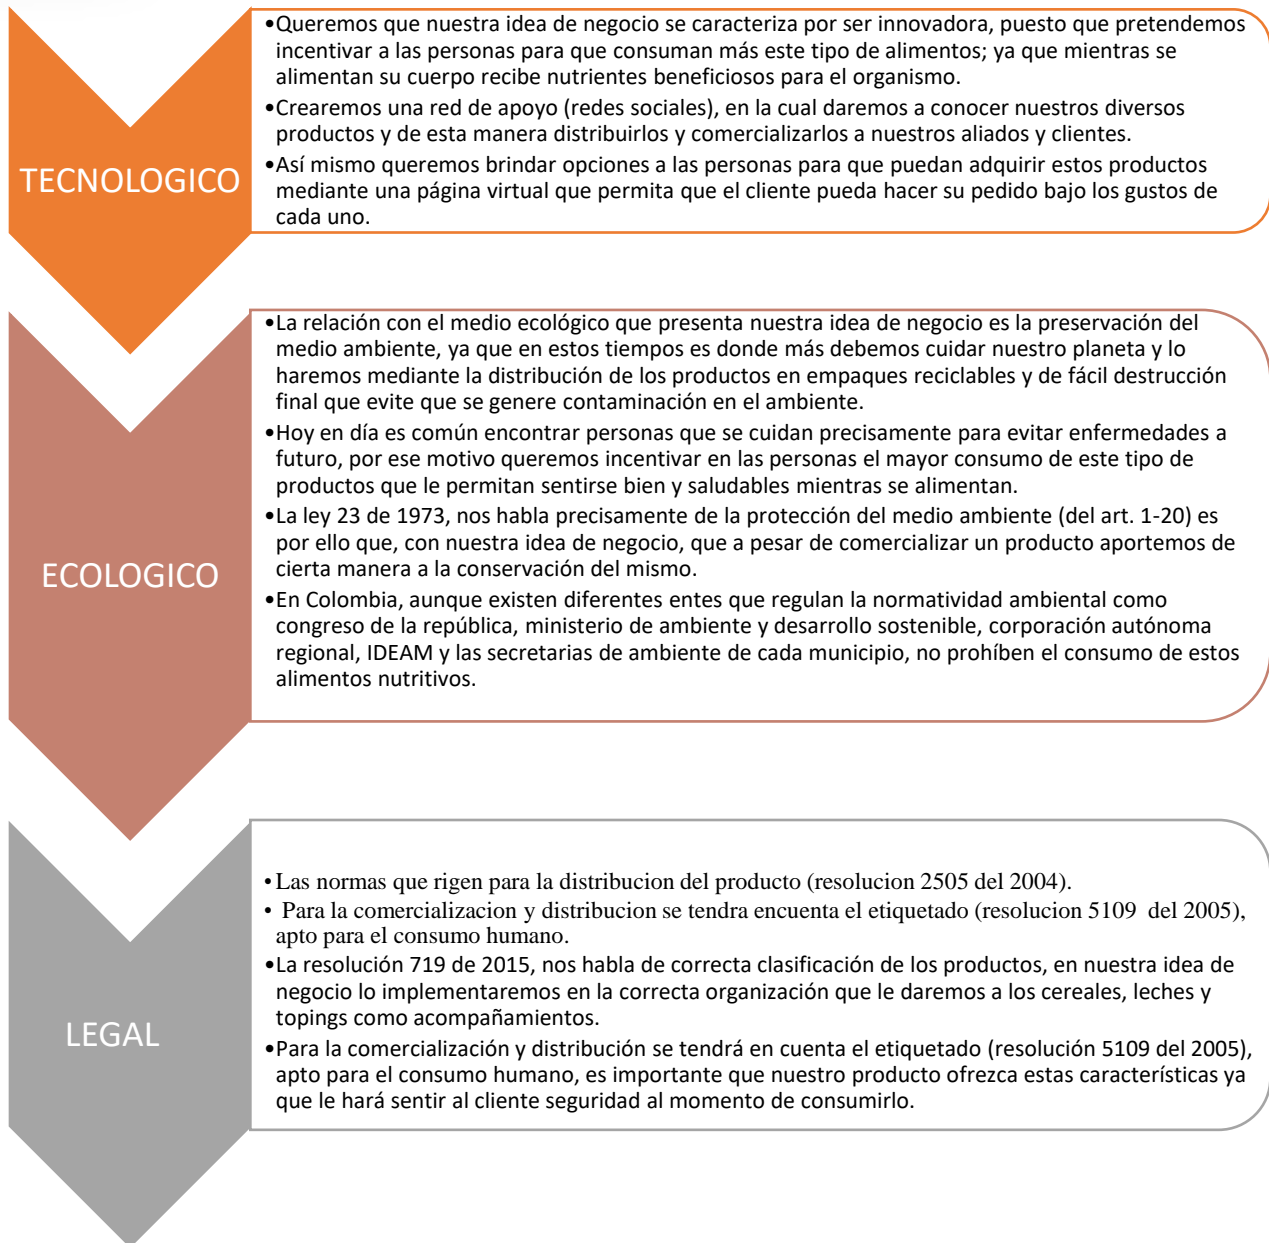 •Queremos que nuestra idea de negocio se caracteriza por ser innovadora, puesto que pretendemos
incentivar a las personas para que consuman más este tipo de alimentos; ya que mientras se
alimentan su cuerpo recibe nutrientes beneficiosos para el organismo.
•Crearemos una red de apoyo (redes sociales), en la cual daremos a conocer nuestros diversos
productos y de esta manera distribuirlos y comercializarlos a nuestros aliados y clientes.
TECNOLOGICO
•Así mismo queremos brindar opciones a las personas para que puedan adquirir estos productos
mediante una página virtual que permita que el cliente pueda hacer su pedido bajo los gustos de
cada uno.
•La relación con el medio ecológico que presenta nuestra idea de negocio es la preservación del
medio ambiente, ya que en estos tiempos es donde más debemos cuidar nuestro planeta y lo
haremos mediante la distribución de los productos en empaques reciclables y de fácil destrucción
final que evite que se genere contaminación en el ambiente.
•Hoy en día es común encontrar personas que se cuidan precisamente para evitar enfermedades a
futuro, por ese motivo queremos incentivar en las personas el mayor consumo de este tipo de
productos que le permitan sentirse bien y saludables mientras se alimentan.
•La ley 23 de 1973, nos habla precisamente de la protección del medio ambiente (del art. 1-20) es
por ello que, con nuestra idea de negocio, que a pesar de comercializar un producto aportemos de
cierta manera a la conservación del mismo.
ECOLOGICO
•En Colombia, aunque existen diferentes entes que regulan la normatividad ambiental como
congreso de la república, ministerio de ambiente y desarrollo sostenible, corporación autónoma
regional, IDEAM y las secretarias de ambiente de cada municipio, no prohíben el consumo de estos
alimentos nutritivos.
• Las normas que rigen para la distribucion del producto (resolucion 2505 del 2004).
• Para la comercializacion y distribucion se tendra encuenta el etiquetado (resolucion 5109 del 2005),
apto para el consumo humano.
•La resolución 719 de 2015, nos habla de correcta clasificación de los productos, en nuestra idea de
negocio lo implementaremos en la correcta organización que le daremos a los cereales, leches y
topings como acompañamientos.
LEGAL
•Para la comercialización y distribución se tendrá en cuenta el etiquetado (resolución 5109 del 2005),
apto para el consumo humano, es importante que nuestro producto ofrezca estas características ya
que le hará sentir al cliente seguridad al momento de consumirlo.